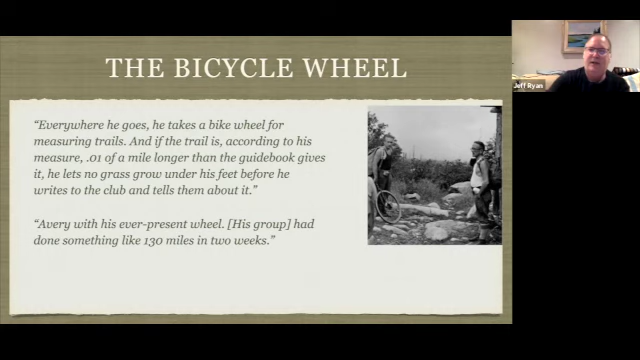 THE BICYCLE WHEEL
“Everywhere he goes, he takes a bike wheel for
measuring trails. And if the trail is, according to his
measure, .01 of a mile longer than the guidebook gives
it, he lets no grass grow under his feet before he
writes to the club and tells them about it.”
“Avery with his ever-present wheel. [His group] had
done something like 130 miles in two weeks.”
Jeff Ryan